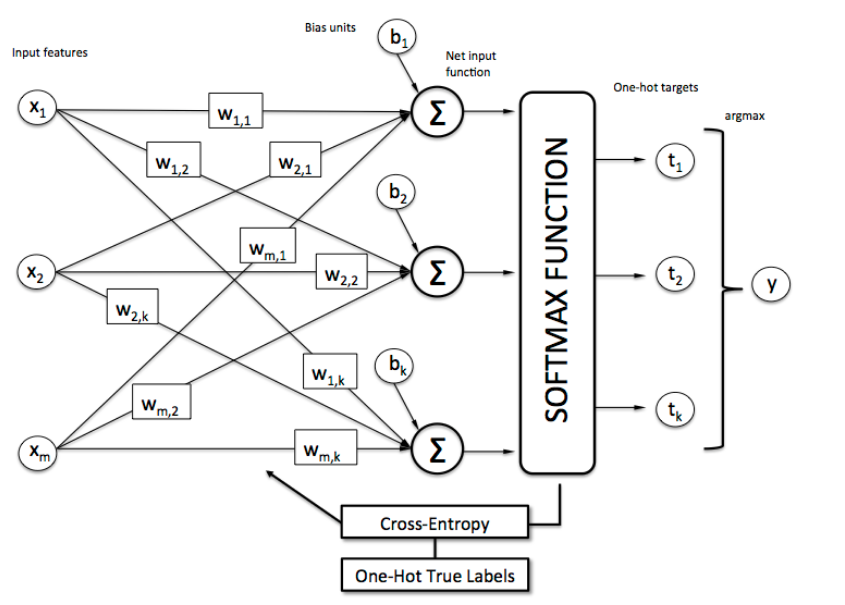 Bias units
b1
Input features
Net input
function
One-hot targets
argmax
x1
w1,1
Σ
w1,2
w2,1
t1
b2
wm,1
x2
w2,2
Σ
SOFTMAX FUNCTION
t2
y
w2,k
bk
w1,k
wm,2
tk
xm
wm,k
Σ
Cross-Entropy
One-Hot True Labels